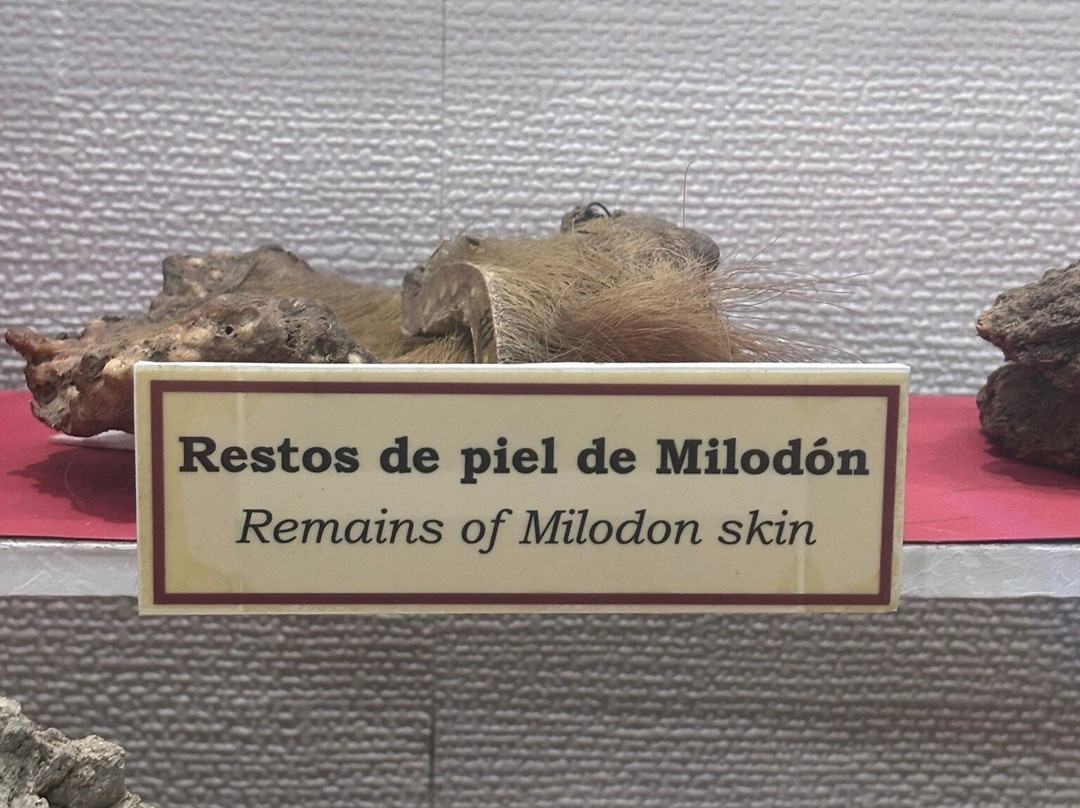 Restos de piel de Milodón
Remains of Milodon skin